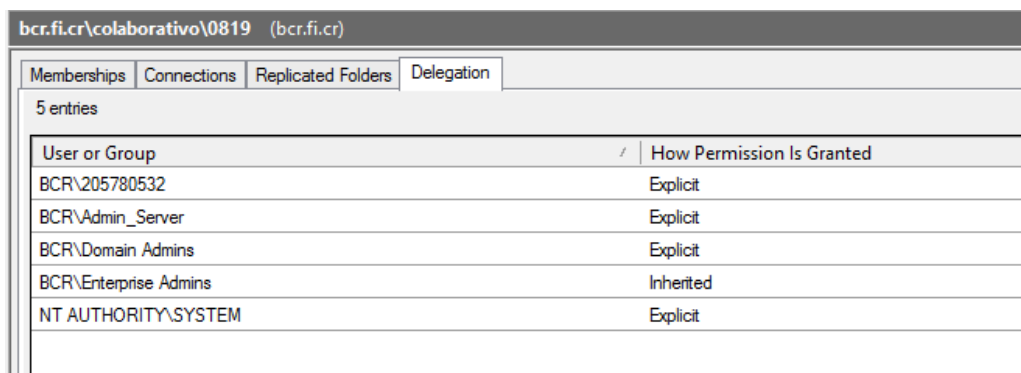 bcr.fi.cr\colaborativo\0819 (bcr.fi.cr)
Memberships Connections Replicated Folders Delegation
5 entries
User or Group How Permission Is Granted
BCR\205780532 Explicit
BCR\Admin_Server Explicit
BCR\Domain Admins Explicit
BCR\Enterprise Admins Inherited
NT AUTHORITY\SYSTEM Explicit